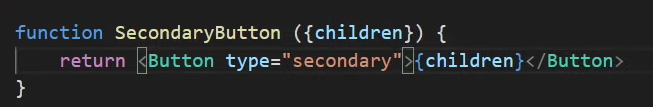 function SecondaryButton ({children}) {
return <Button type="secondary">{children}</Button>
}